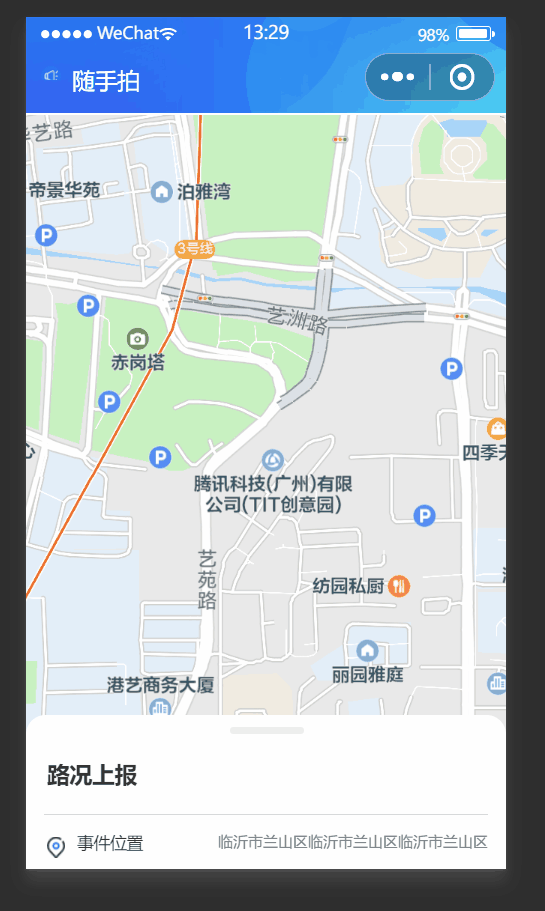 WeChat 13:29 98%
随手拍
华艺路
帝景华苑
泊雅湾
3号线
P
P
艺洲路
赤岗塔
P
P
四季天
心
P
腾讯科技(广州)有限
公司(TIT创意园)
P
艺苑路
纺园私厨
丽园雅庭
港艺商务大厦
路况上报
事件位置 临沂市兰山区临沂市兰山区临沂市兰山区